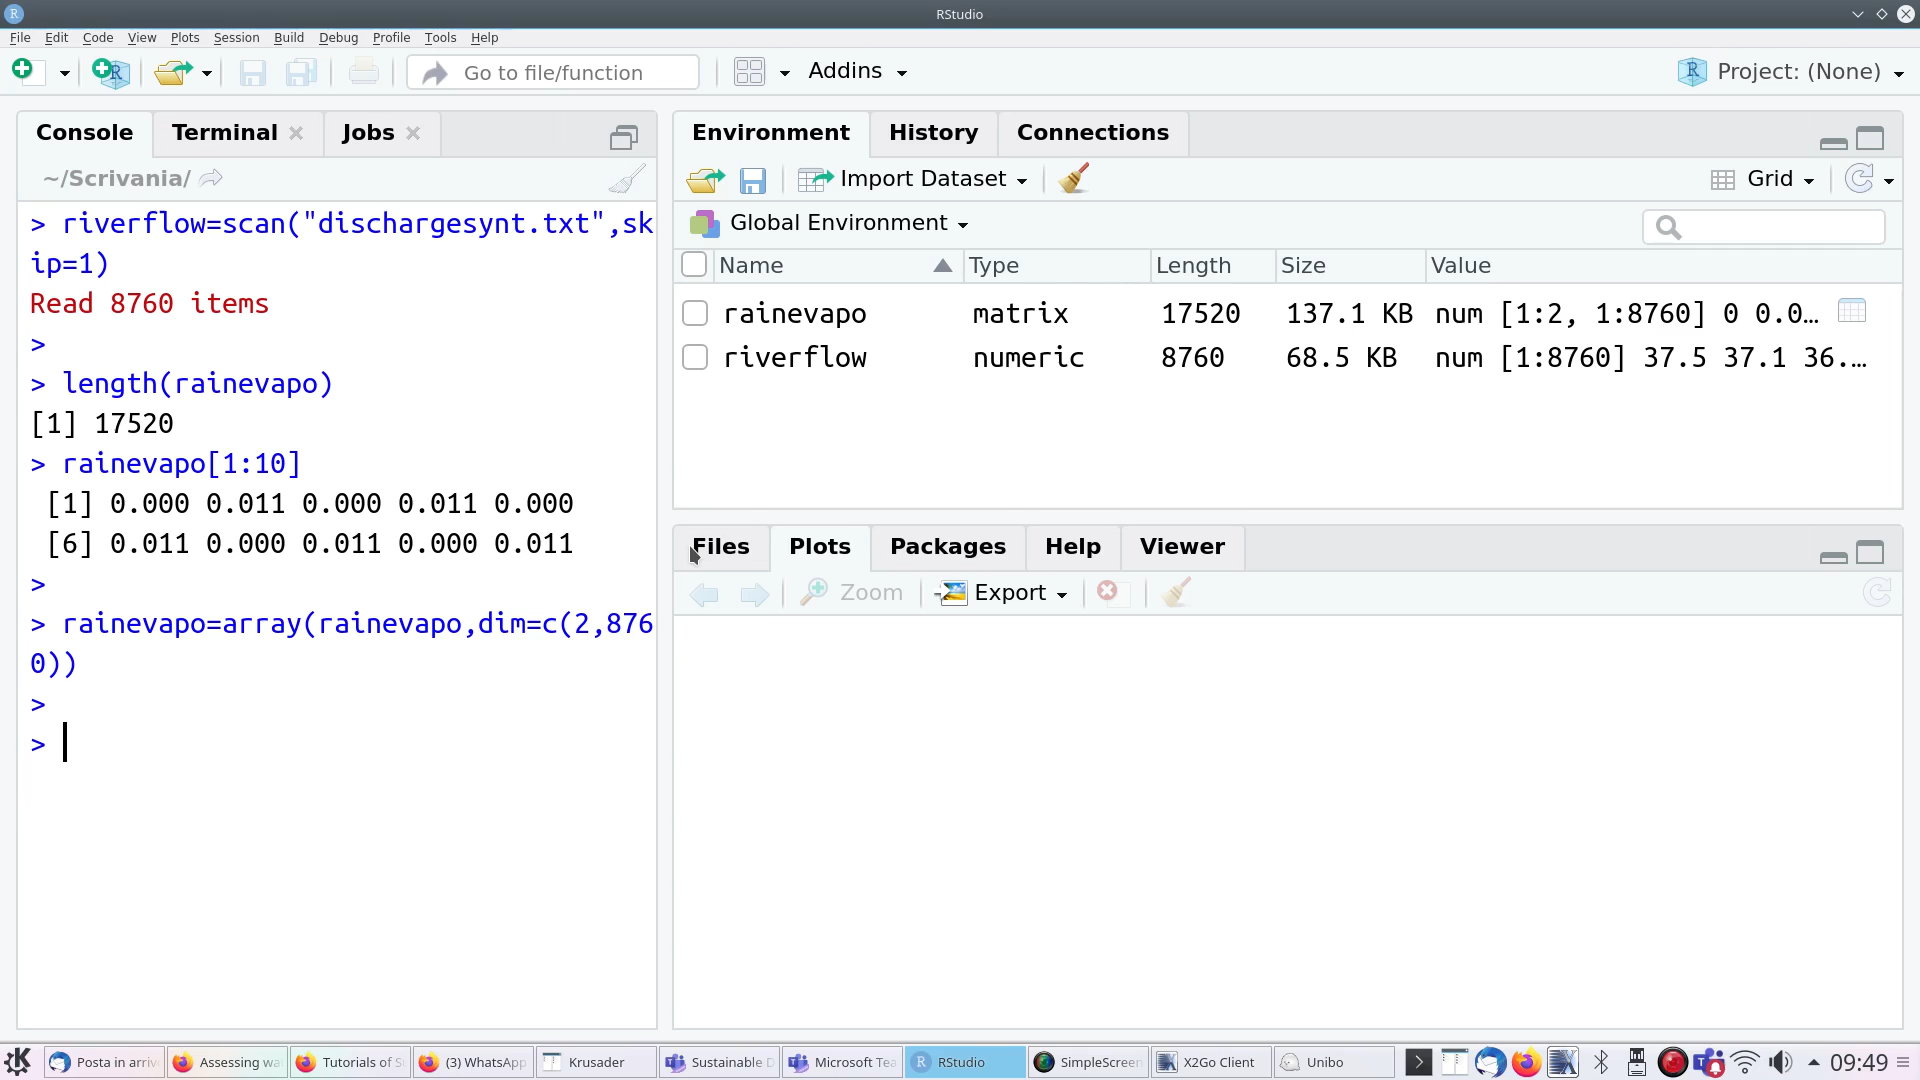 RStudio
File Edit Code View Plots Session Build Debug Profile Tools Help
Go to file/function
Addins
Project: (None)
Console Terminal Jobs
~/Scrivania/
> riverflow=scan("dischargesynt.txt",sk
ip=1)
Read 8760 items
>
> length(rainevapo)
[1] 17520
> rainevapo[1:10]
[1] 0.000 0.011 0.000 0.011 0.000
[6] 0.011 0.000 0.011 0.000 0.011
>
> rainevapo=array(rainevapo,dim=c(2,876
0))
>
>
Environment History Connections
Import Dataset
Grid
Global Environment
Name Type Length Size Value
rainevapo matrix 17520 137.1 KB num [1:2, 1:8760] 0 0.0…
riverflow numeric 8760 68.5 KB num [1:8760] 37.5 37.1 36.…
Files Plots Packages Help Viewer
Zoom Export
Posta in arriv Assessing wa Tutorials of S (3) WhatsApp Krusader Sustainable D Microsoft Tea RStudio SimpleScreen X2Go Client Unibo 09:49